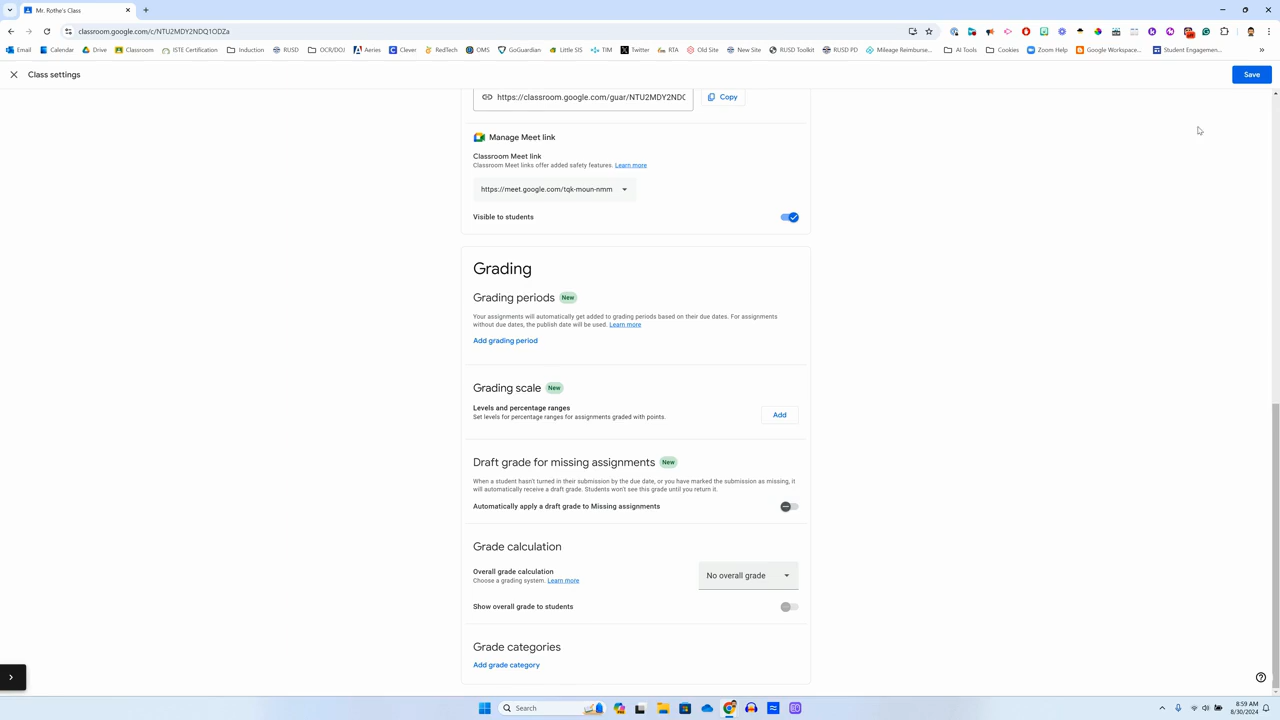 Mr. Rothe's Class
classroom.google.com/c/NTU2MDY2NDQ1ODZa
Email
Calendar
Drive
Classroom
ISTE Certification
Induction
RUSD
OCR/DOJ
Aeries
Clever
RedTech
OMS
GoGuardian
Little SIS
TIM
Twitter
RTA
Old Site
New Site
RUSD Toolkit
RUSD PD
Mileage Reimburse...
AI Tools
Cookies
Zoom Help
Google Workspace...
Student Engagemen...
Class settings
Save
https://classroom.google.com/guar/NTU2MDY2NDQ
Copy
Manage Meet link
Classroom Meet link
Classroom Meet links offer added safety features. Learn more
https://meet.google.com/tqk-moun-nmm
Visible to students
Grading
Grading periods New
Your assignments will automatically get added to grading periods based on their due dates. For assignments
without due dates, the publish date will be used. Learn more
Add grading period
Grading scale New
Levels and percentage ranges
Set levels for percentage ranges for assignments graded with points.
Add
Draft grade for missing assignments New
When a student hasn't turned in their submission by the due date, or you have marked the submission as missing, it
will automatically receive a draft grade. Students won't see this grade until you return it.
Automatically apply a draft grade to Missing assignments
Grade calculation
Overall grade calculation
Choose a grading system. Learn more
No overall grade
Show overall grade to students
Grade categories
Add grade category
Search
8:59 AM
8/30/2024